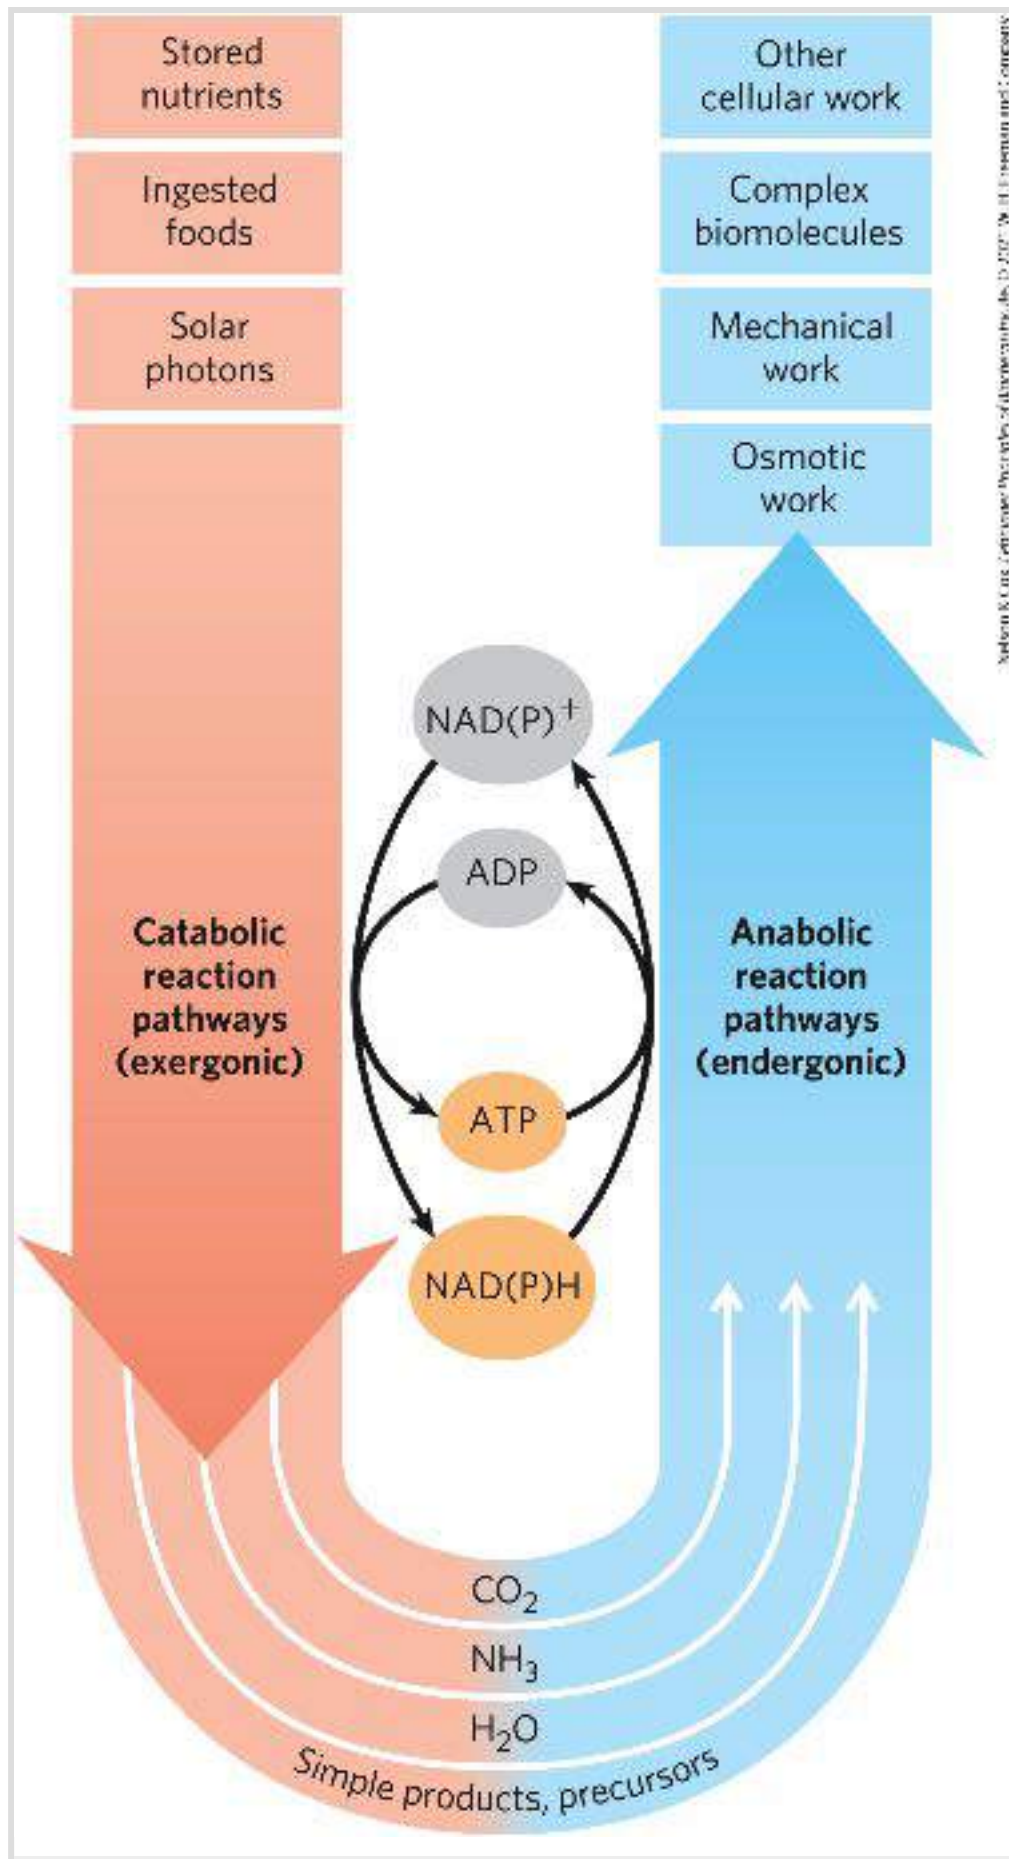 Stored
nutrients
Ingested
foods
Solar
photons
Other
cellular work
Complex
biomolecules
Mechanical
work
Osmotic
work
NAD(P)⁺
ADP
Catabolic
reaction
pathways
(exergonic)
Anabolic
reaction
pathways
(endergonic)
ATP
NAD(P)H
CO₂
NH₃
H₂O
Simple products, precursors